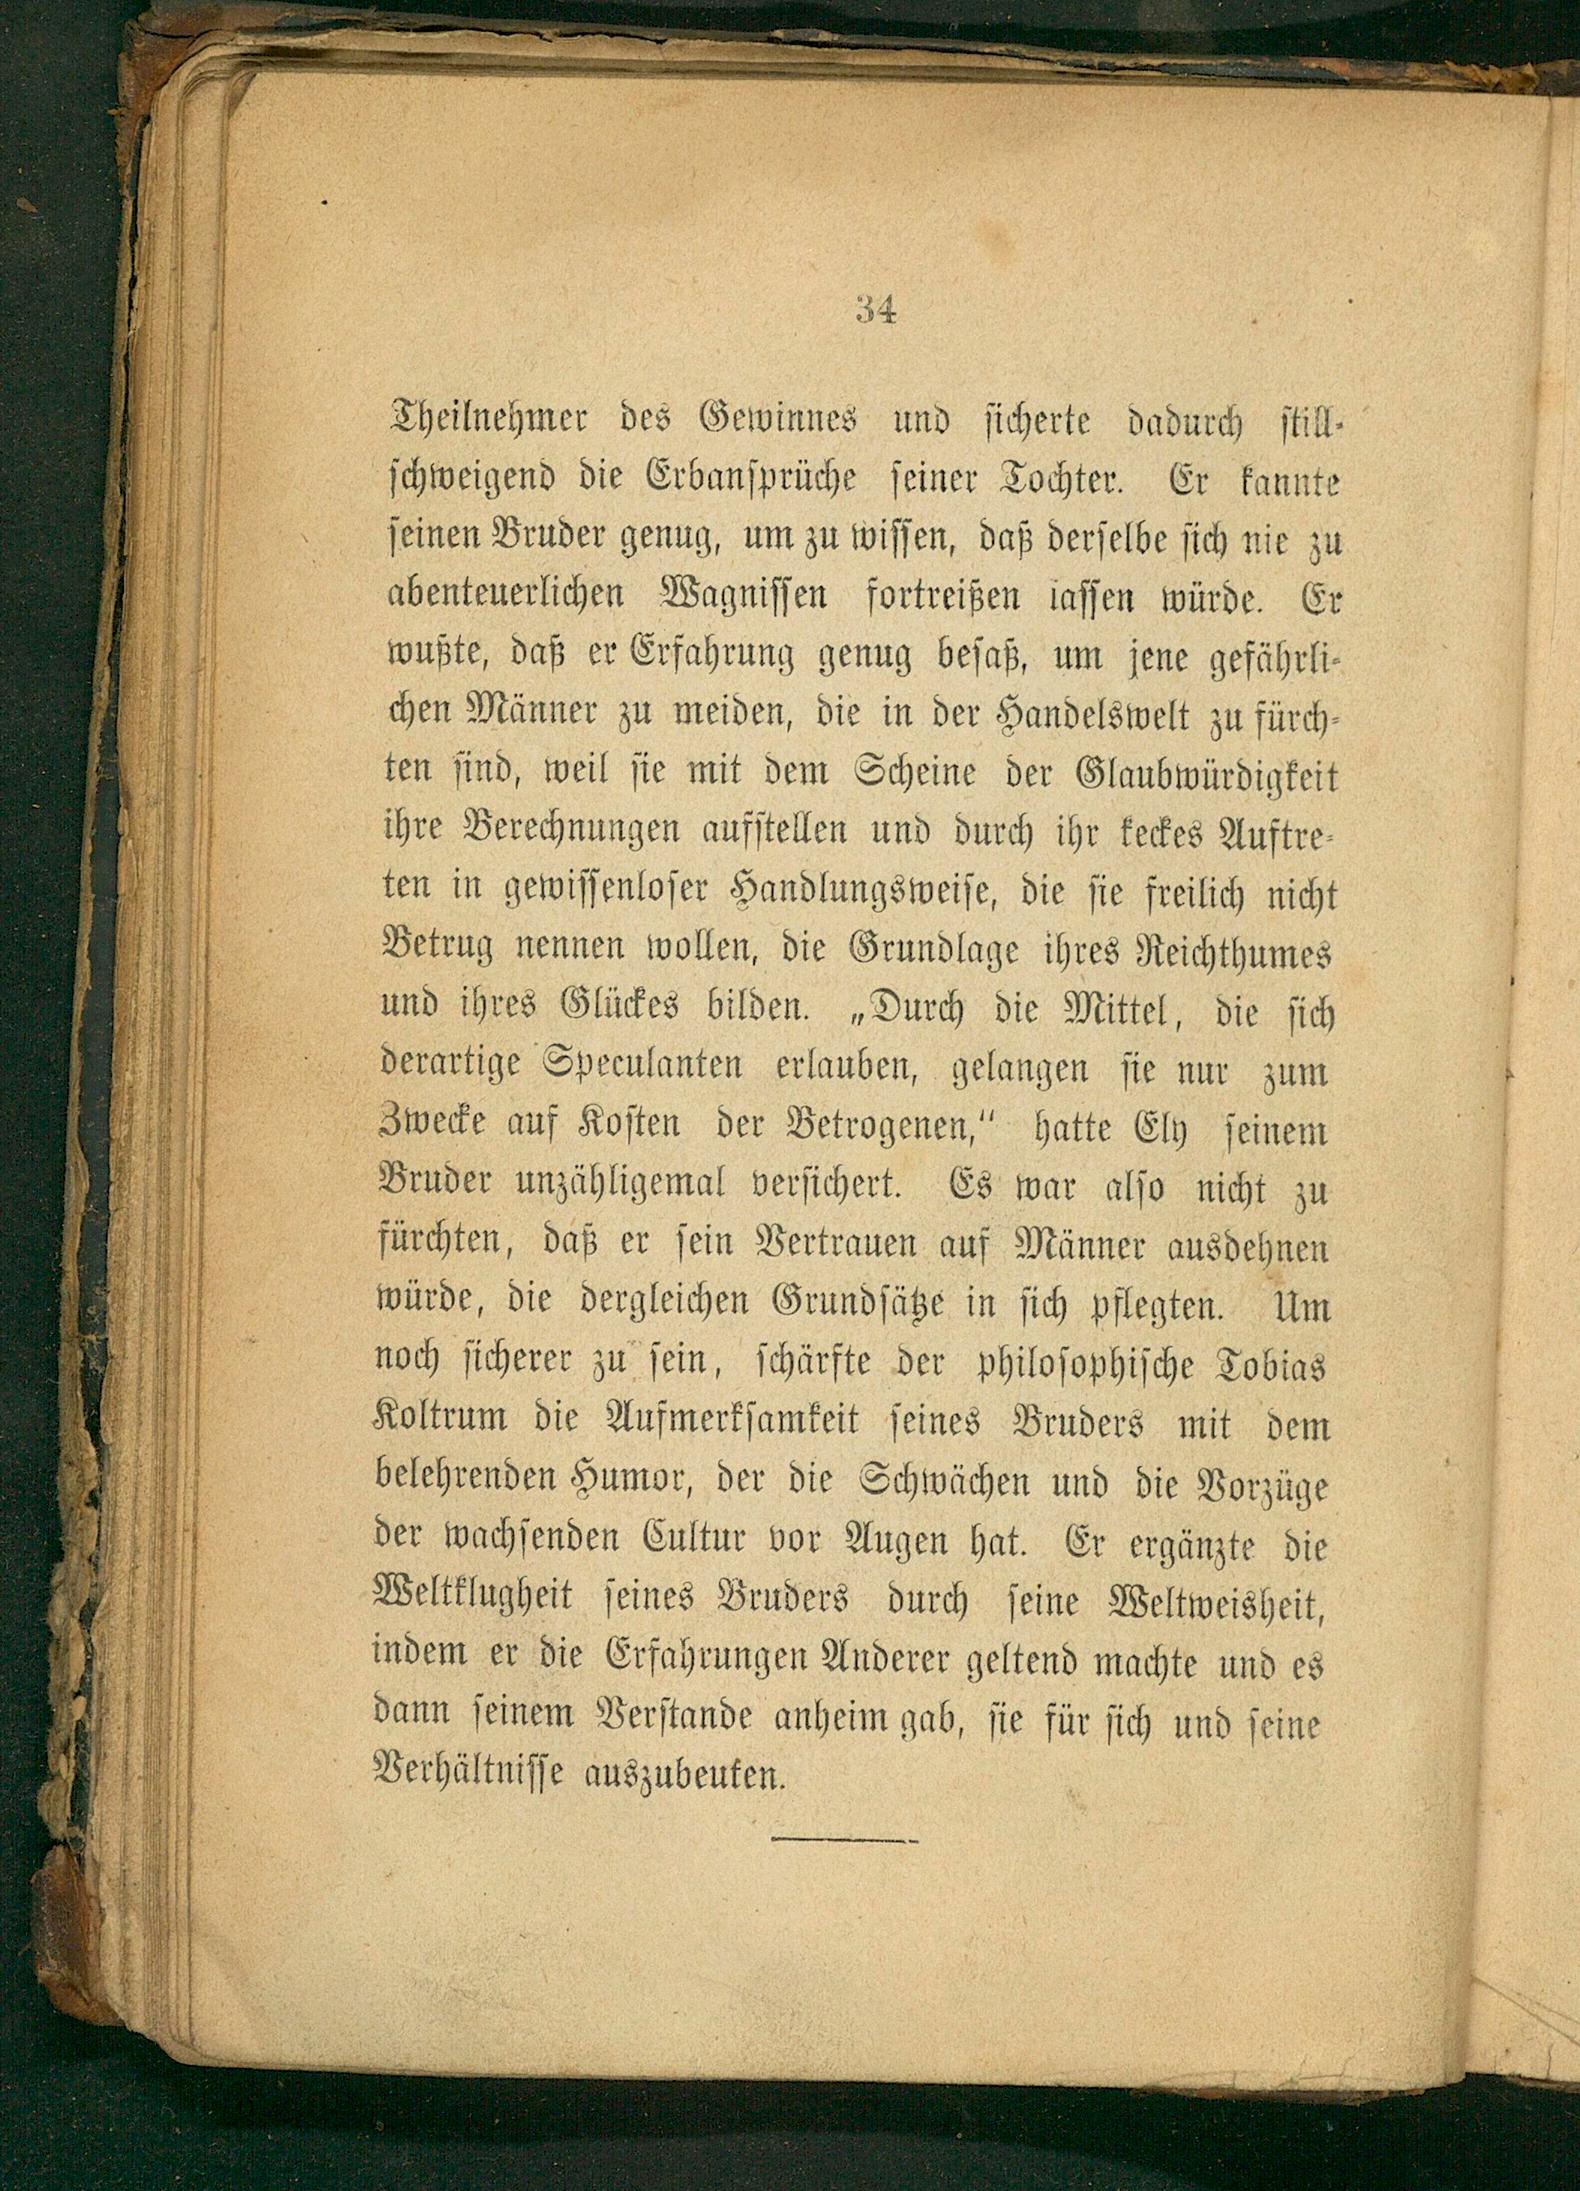 34
Theilnehmer des Gewinnes und sicherte dadurch still-
schweigend die Erbansprüche seiner Tochter. Er kannte
seinen Bruder genug, um zu wissen, daß derselbe sich nie zu
abenteuerlichen Wagnissen fortreißen iassen würde. Er
wußte, daß er Erfahrung genug besaß, um jene gefährli-
chen Männer zu meiden, die in der Handelswelt zu fürch-
ten sind, weil sie mit dem Scheine der Glaubwürdigkeit
ihre Berechnungen aufstellen und durch ihr keckes Auftre-
ten in gewissenloser Handlungsweise, die sie freilich nicht
Betrug nennen wollen, die Grundlage ihres Reichthumes
und ihres Glückes bilden. „Durch die Mittel, die sich
derartige Speculanten erlauben, gelangen sie nur zum
Zwecke auf Kosten der Betrogenen,“ hatte Ely seinem
Bruder unzähligemal versichert. Es war also nicht zu
fürchten, daß er sein Vertrauen auf Männer ausdehnen
würde, die dergleichen Grundsätze in sich pflegten. Um
noch sicherer zu sein, schärfte der philosophische Tobias
Koltrum die Aufmerksamkeit seines Bruders mit dem
belehrenden Humor, der die Schwächen und die Vorzüge
der wachsenden Cultur vor Augen hat. Er ergänzte die
Weltklugheit seines Bruders durch seine Weltweisheit,
indem er die Erfahrungen Anderer geltend machte und es
dann seinem Verstande anheim gab, sie für sich und seine
Verhältnisse auszubeuten.